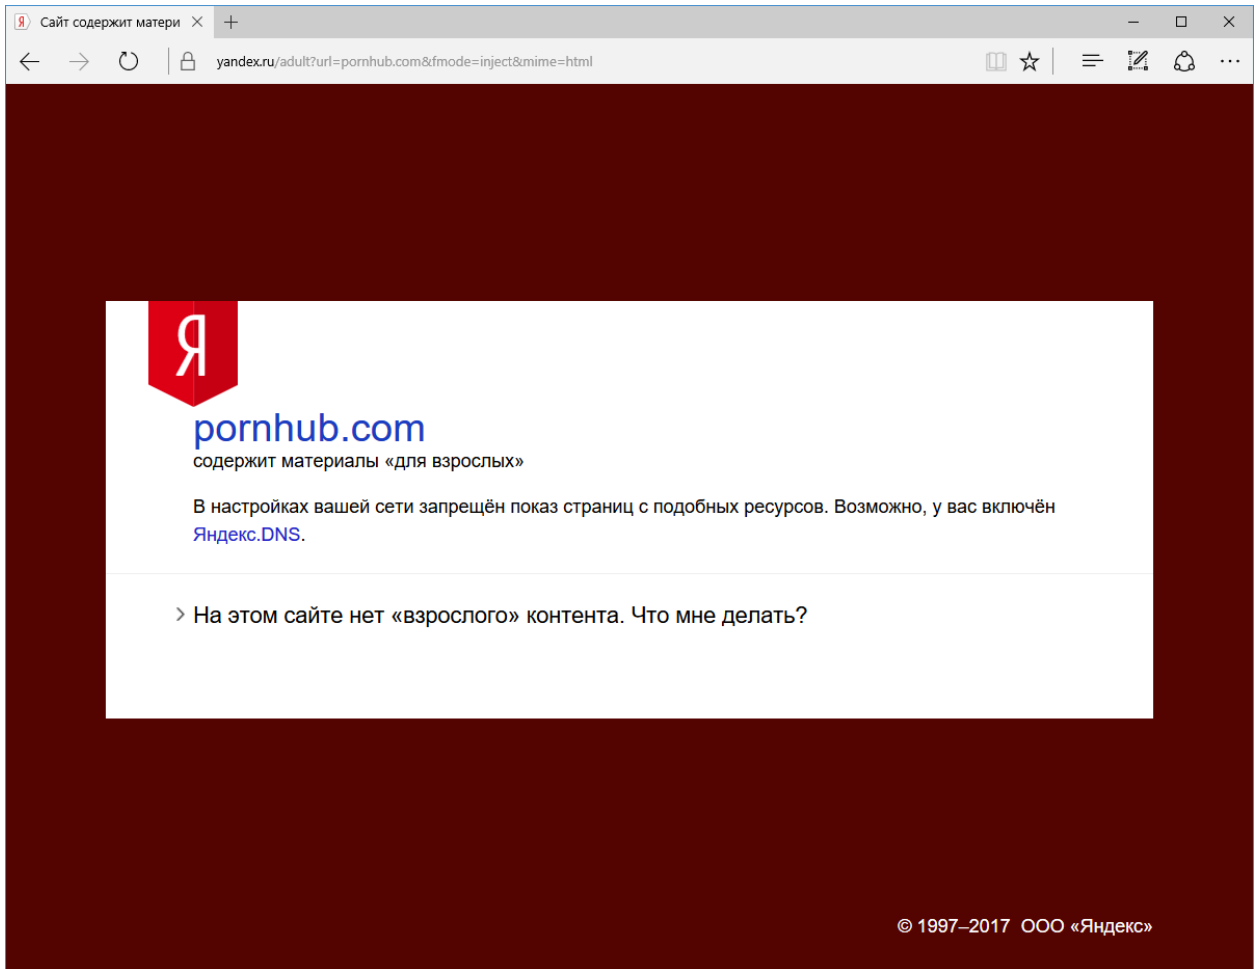 Сайт содержит матери
yandex.ru/adult?url=pornhub.com&fmode=inject&mime=html
Я
pornhub.com
содержит материалы «для взрослых»
В настройках вашей сети запрещён показ страниц с подобных ресурсов. Возможно, у вас включён
Яндекс.DNS.
На этом сайте нет «взрослого» контента. Что мне делать?
© 1997–2017 ООО «Яндекс»